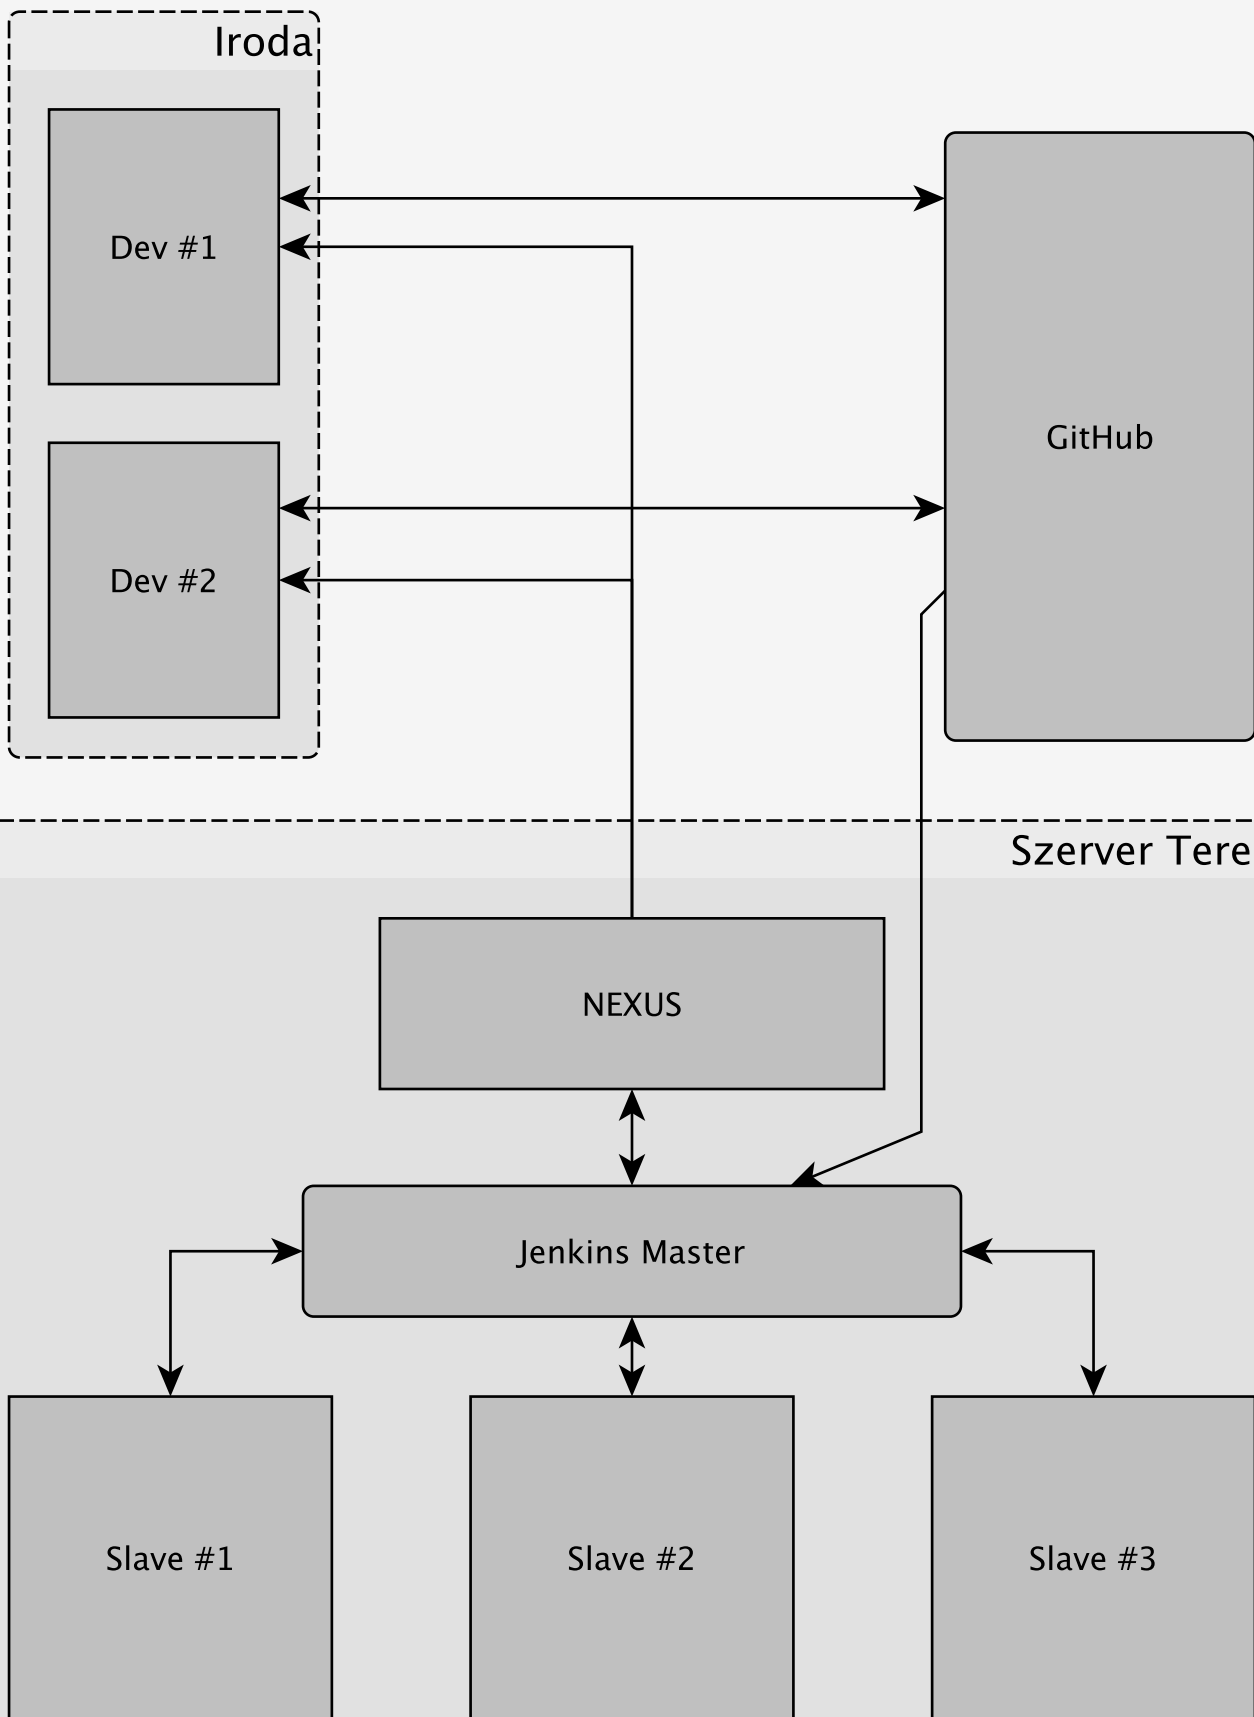 Iroda
Dev #1
GitHub
Dev #2
Szerver Tere
NEXUS
Jenkins Master
Slave #1
Slave #2
Slave #3